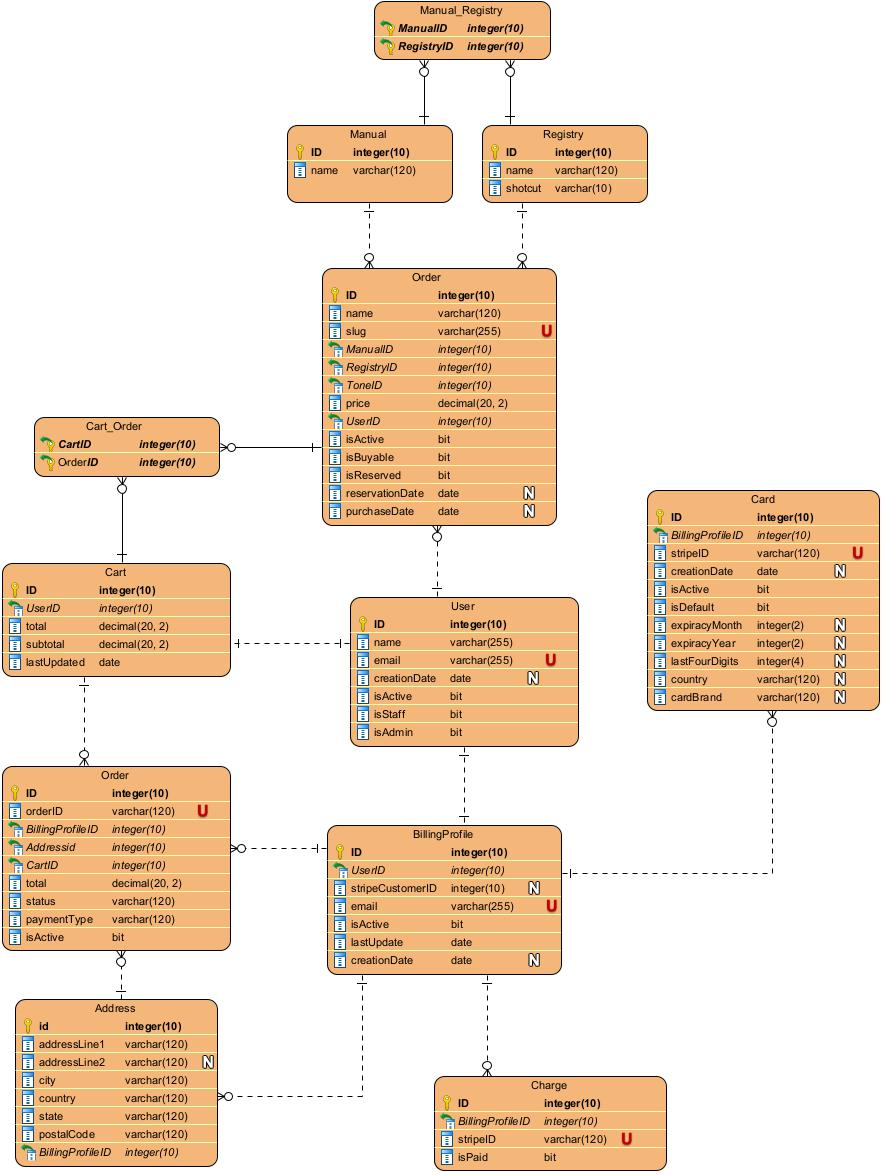 Manual_Registry
ManualID integer(10)
RegistryID integer(10)
Manual
ID integer(10)
name varchar(120)
Registry
ID integer(10)
name varchar(120)
shotcut varchar(10)
Order
ID integer(10)
name varchar(120)
slug varchar(255) U
ManualID integer(10)
RegistryID integer(10)
ToneID integer(10)
price decimal(20, 2)
UserID integer(10)
isActive bit
isBuyable bit
isReserved bit
reservationDate date N
purchaseDate date N
Cart_Order
CartID integer(10)
OrderID integer(10)
Card
ID integer(10)
BillingProfileID integer(10)
stripeID varchar(120) U
creationDate date N
isActive bit
isDefault bit
expiracyMonth integer(2) N
expiracyYear integer(2) N
lastFourDigits integer(4) N
country varchar(120) N
cardBrand varchar(120) N
Cart
ID integer(10)
UserID integer(10)
total decimal(20, 2)
subtotal decimal(20, 2)
lastUpdated date
User
ID integer(10)
name varchar(255)
email varchar(255) U
creationDate date N
isActive bit
isStaff bit
isAdmin bit
Order
ID integer(10)
orderID varchar(120) U
BillingProfileID integer(10)
Addressid integer(10)
CartID integer(10)
total decimal(20, 2)
status varchar(120)
paymentType varchar(120)
isActive bit
BillingProfile
ID integer(10)
UserID integer(10)
stripeCustomerID integer(10) N
email varchar(255) U
isActive bit
lastUpdate date
creationDate date N
Address
id integer(10)
addressLine1 varchar(120)
addressLine2 varchar(120) N
city varchar(120)
country varchar(120)
state varchar(120)
postalCode varchar(120)
BillingProfileID integer(10)
Charge
ID integer(10)
BillingProfileID integer(10)
stripeID varchar(120) U
isPaid bit